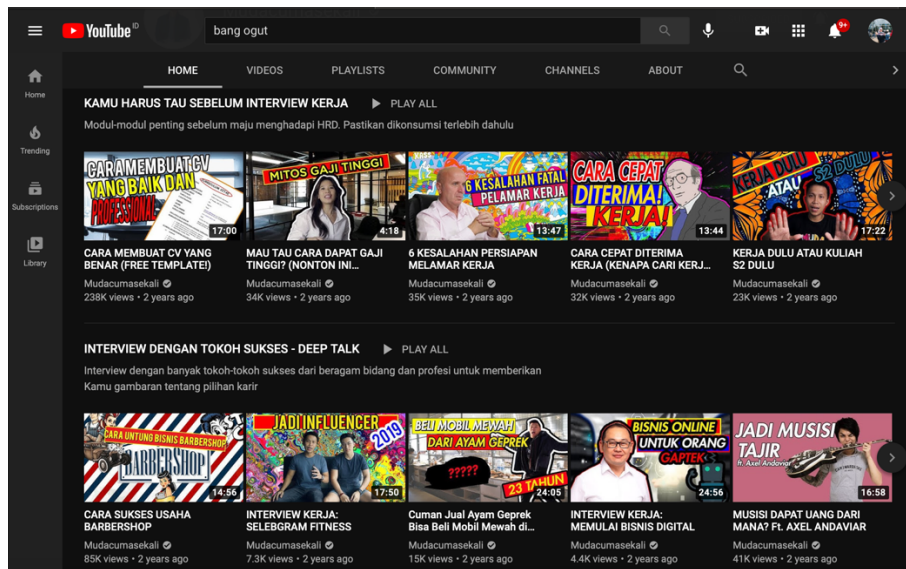 YouTube ID
bang ogut
9+
HOME VIDEOS PLAYLISTS COMMUNITY CHANNELS ABOUT
Home
Trending
Subscriptions
Library
KAMU HARUS TAU SEBELUM INTERVIEW KERJA PLAY ALL
Modul-modul penting sebelum maju menghadapi HRD. Pastikan dikonsumsi terlebih dahulu
CARA MEMBUAT CV
YANG BAIK DAN
PROFESSIONAL
17:00
CARA MEMBUAT CV YANG
BENAR (FREE TEMPLATE!)
Mudacumasekali
238K views • 2 years ago
MITOS GAJI TINGGI
4:18
MAU TAU CARA DAPAT GAJI
TINGGI? (NONTON INI...
Mudacumasekali
34K views • 2 years ago
6 KESALAHAN FATAL
PELAMAR KERJA
13:47
6 KESALAHAN PERSIAPAN
MELAMAR KERJA
Mudacumasekali
35K views • 2 years ago
CARA CEPAT
DITERIMA
KERJA!
13:44
CARA CEPAT DITERIMA
KERJA (KENAPA CARI KERJ...
Mudacumasekali
32K views • 2 years ago
KERJA DULU
ATAU
S2 DULU
17:22
KERJA DULU ATAU KULIAH
S2 DULU
Mudacumasekali
23K views • 2 years ago
INTERVIEW DENGAN TOKOH SUKSES - DEEP TALK PLAY ALL
Interview dengan banyak tokoh-tokoh sukses dari beragam bidang dan profesi untuk memberikan
Kamu gambaran tentang pilihan karir
CARA UNTUNG BISNIS BARBERSHOP
BARBERSHOP
14:56
CARA SUKSES USAHA
BARBERSHOP
Mudacumasekali
85K views • 2 years ago
JADI INFLUENCER
2019
17:50
INTERVIEW KERJA:
SELEBGRAM FITNESS
Mudacumasekali
7.3K views • 2 years ago
BELI MOBIL MEWAH
DARI AYAM GEPREK
?????
23 TAHUN
24:05
Cuman Jual Ayam Geprek
Bisa Beli Mobil Mewah di...
Mudacumasekali
15K views • 2 years ago
BISNIS ONLINE
UNTUK ORANG
GAPTEK
24:56
INTERVIEW KERJA:
MEMULAI BISNIS DIGITAL
Mudacumasekali
4.4K views • 2 years ago
JADI MUSISI
TAJIR
ft. Axel Andaviar
16:58
MUSISI DAPAT UANG DARI
MANA? Ft. AXEL ANDAVIAR
Mudacumasekali
41K views • 2 years ago